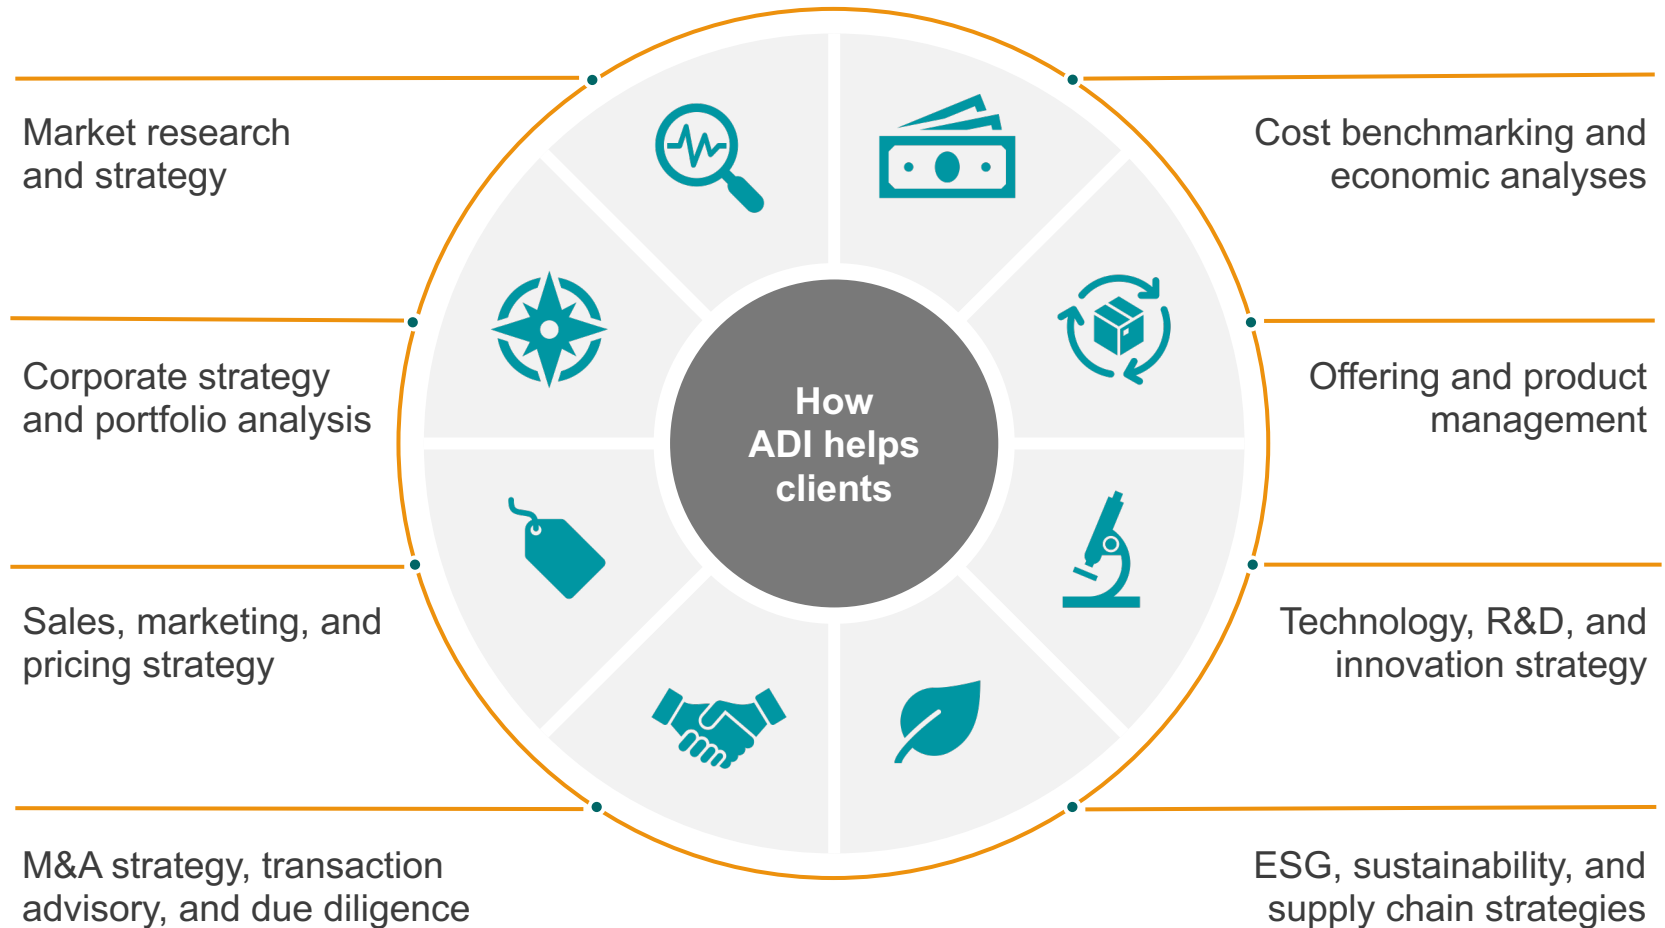 Market research
and strategy
Corporate strategy
and portfolio analysis
Sales, marketing, and
pricing strategy
M&A strategy, transaction
advisory, and due diligence
How
ADI helps
clients
Cost benchmarking and
economic analyses
Offering and product
management
Technology, R&D, and
innovation strategy
ESG, sustainability, and
supply chain strategies